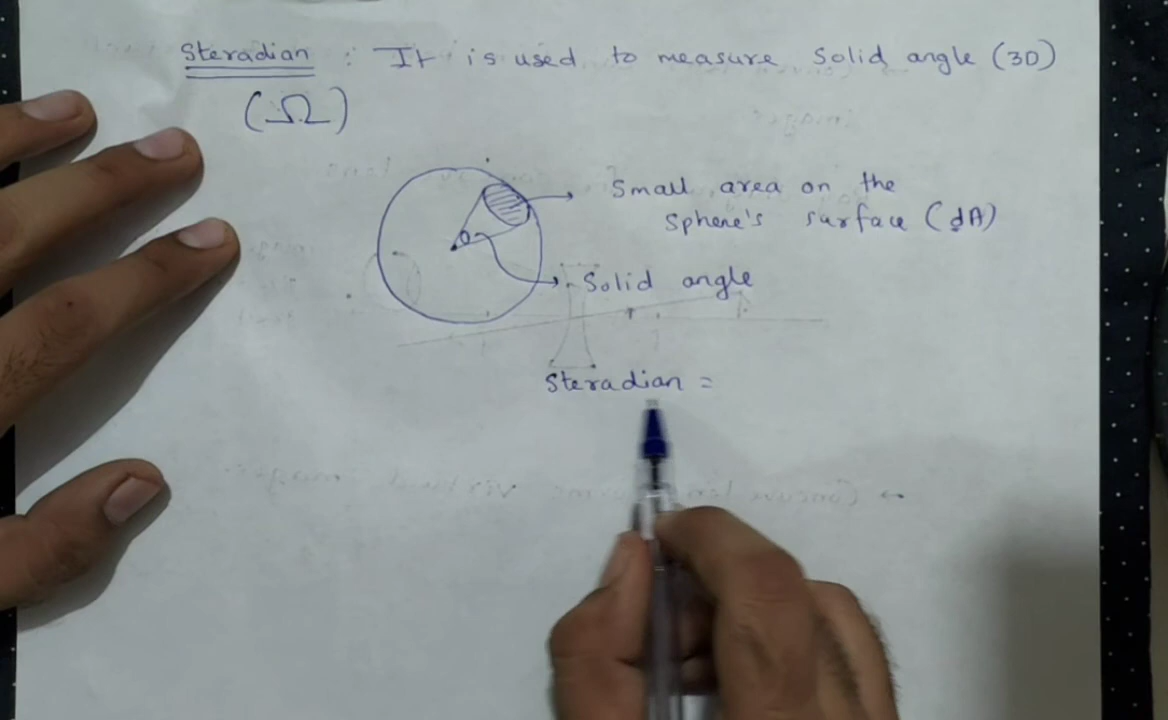 Steradian : It is used to measure Solid angle (3D)
(Ω)
Small area on the
Sphere's surface (dA)
Solid angle
Steradian =